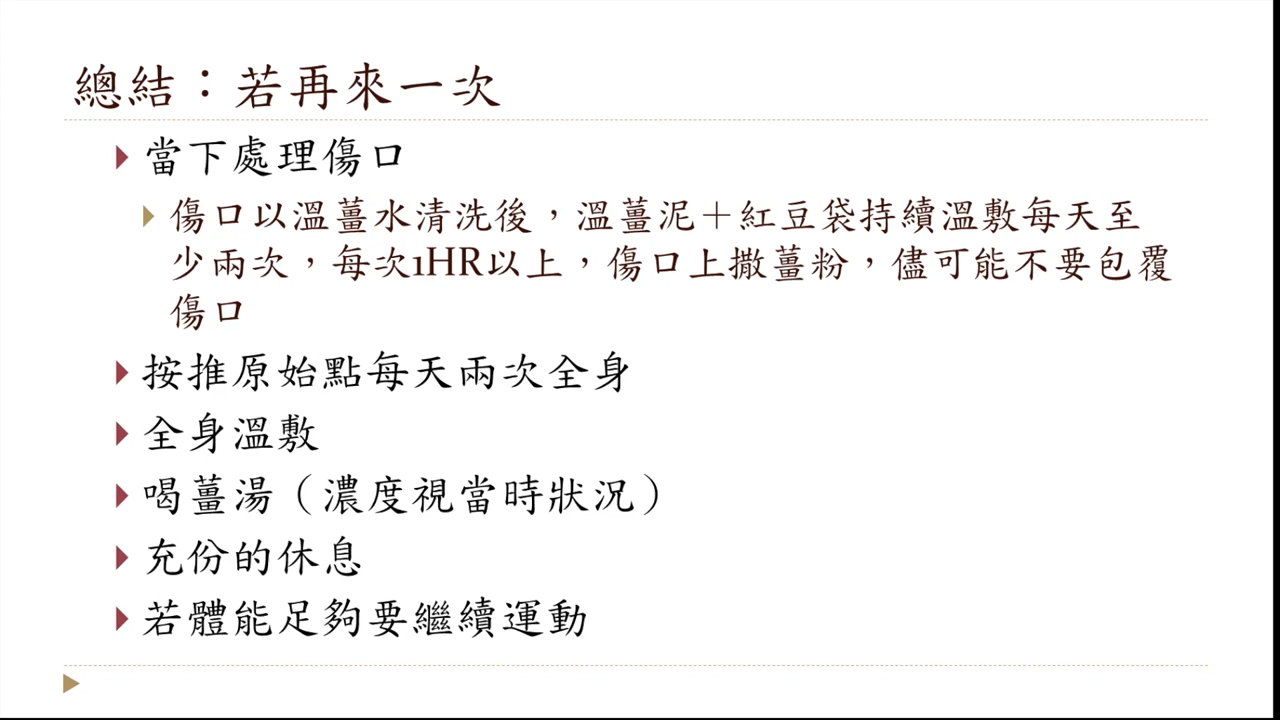 總結：若再來一次
當下處理傷口
傷口以溫薑水清洗後，溫薑泥＋紅豆袋持續溫敷每天至
少兩次，每次1HR以上，傷口上撒薑粉，儘可能不要包覆
傷口
按推原始點每天兩次全身
全身溫敷
喝薑湯（濃度視當時狀況）
充份的休息
若體能足夠要繼續運動